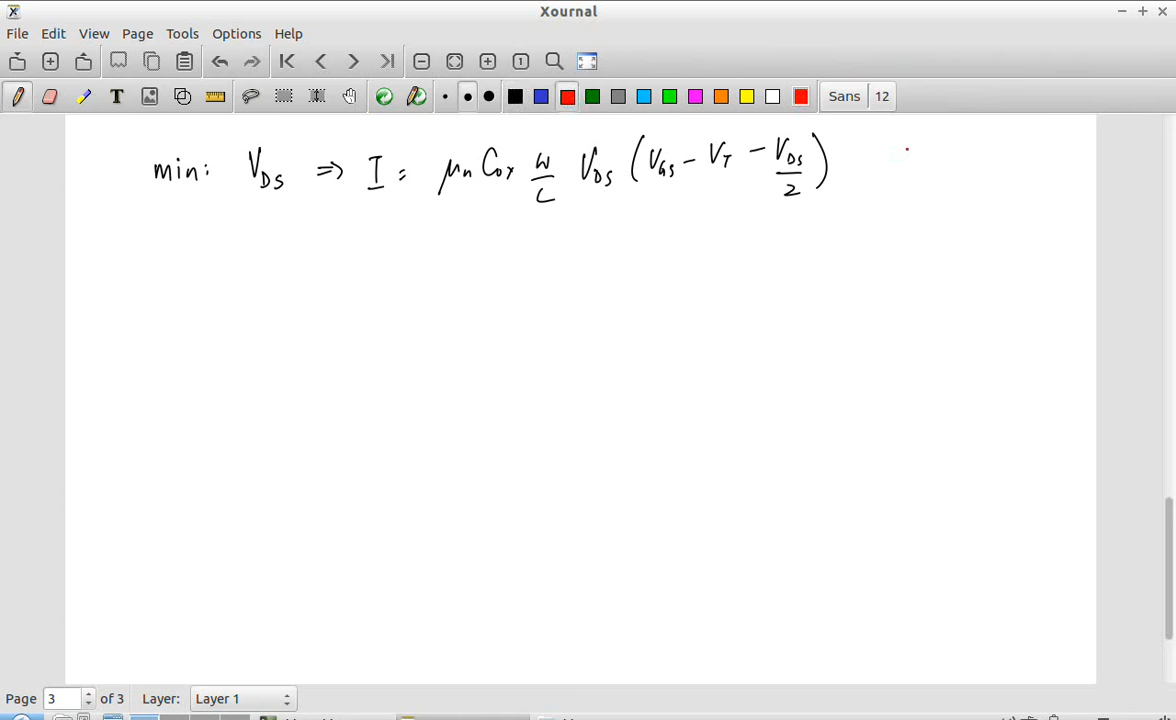 Xournal
File Edit View Page Tools Options Help
Sans 12
min: V_DS ⇒ I = μn Cox W/L V_DS (V_GS − V_T − V_DS/2)
Page 3 of 3 Layer: Layer 1